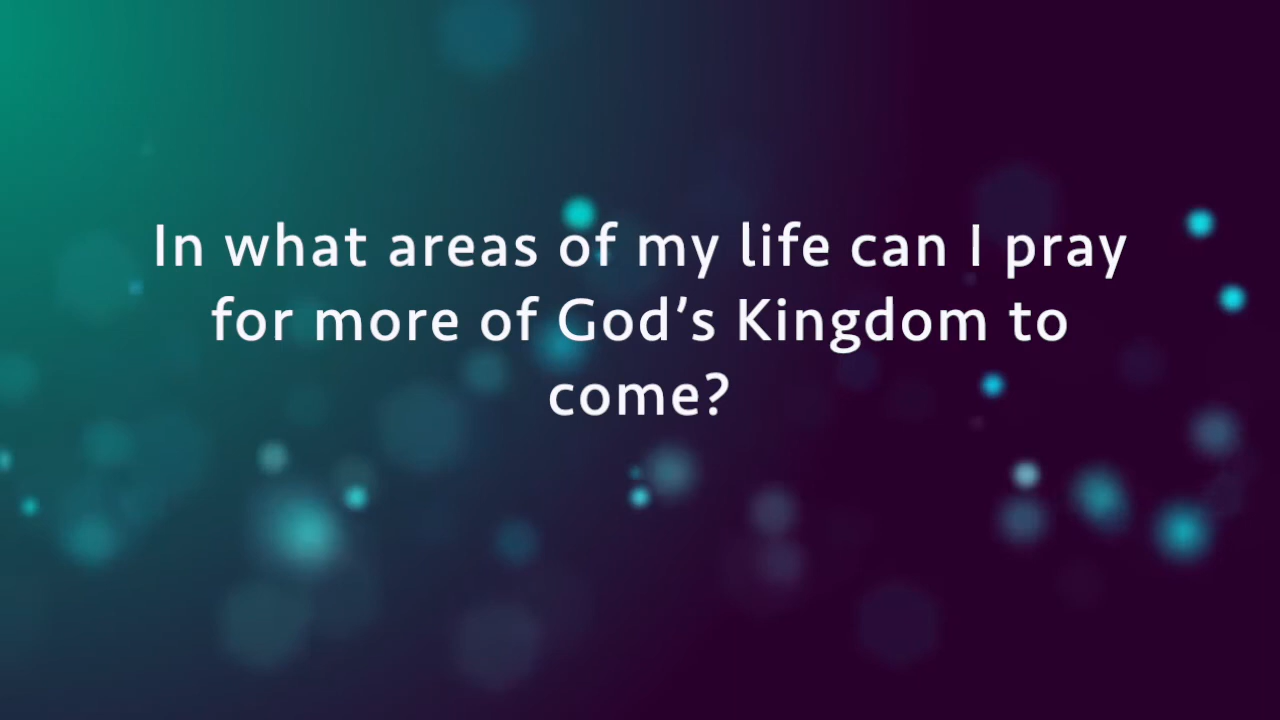 In what areas of my life can I pray
for more of God’s Kingdom to
come?